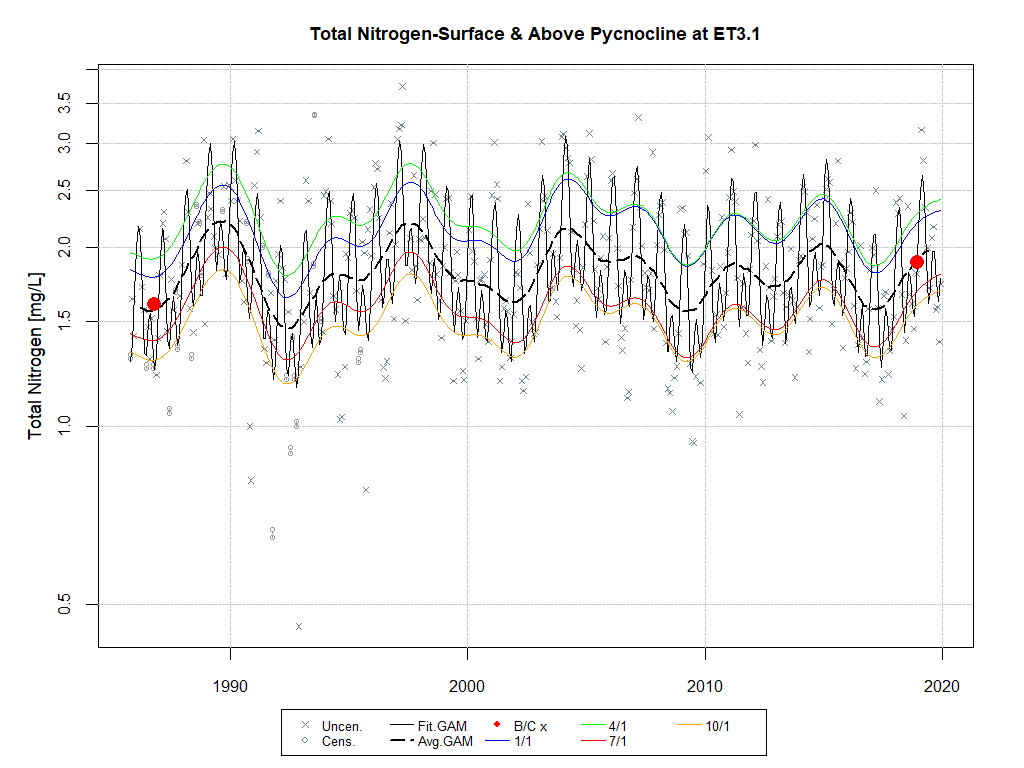 Total Nitrogen-Surface & Above Pycnocline at ET3.1
Total Nitrogen [mg/L]
3.5
3.0
2.5
2.0
1.5
1.0
0.5
1990 2000 2010 2020
Uncen. Fit.GAM B/C x 4/1 10/1
Cens. Avg.GAM 1/1 7/1